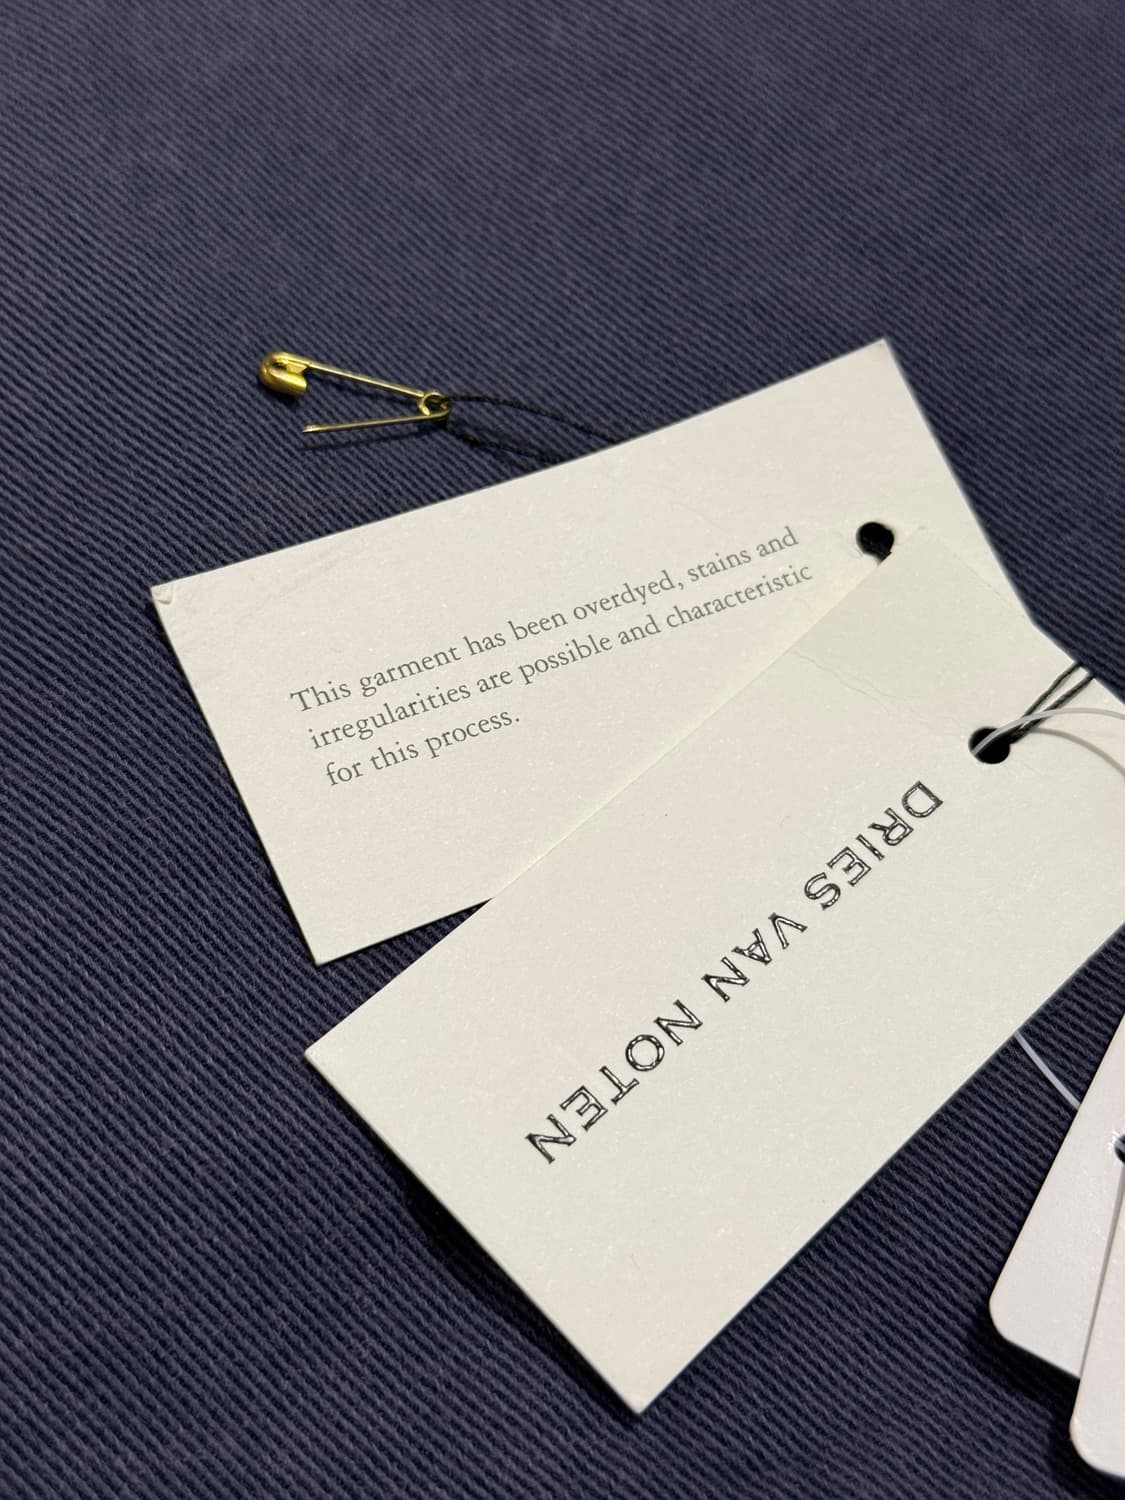 This garment has been overdyed, stains and
irregularities are possible and characteristic
for this process.
DRIES VAN NOTEN